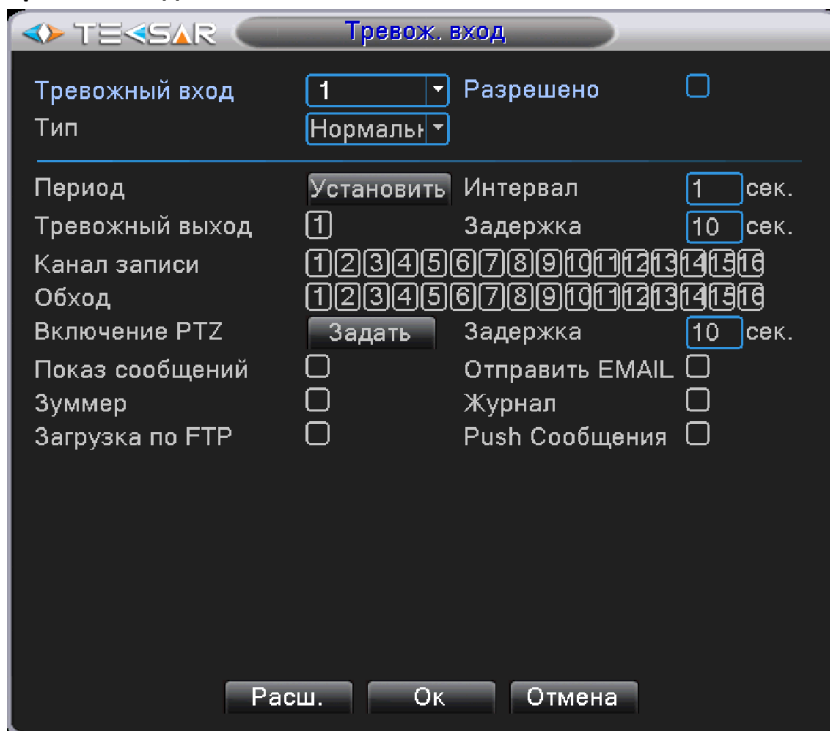 TEKSAR Тревож. вход
Тревожный вход 1 Разрешено
Тип Нормальн
Период Установить Интервал 1 сек.
Тревожный выход 1 Задержка 10 сек.
Канал записи 1 2 3 4 5 6 7 8 9 10 11 12 13 14 15 16
Обход 1 2 3 4 5 6 7 8 9 10 11 12 13 14 15 16
Включение PTZ Задать Задержка 10 сек.
Показ сообщений Отправить EMAIL
Зуммер Журнал
Загрузка по FTP Push Сообщения
Расш. Ок Отмена